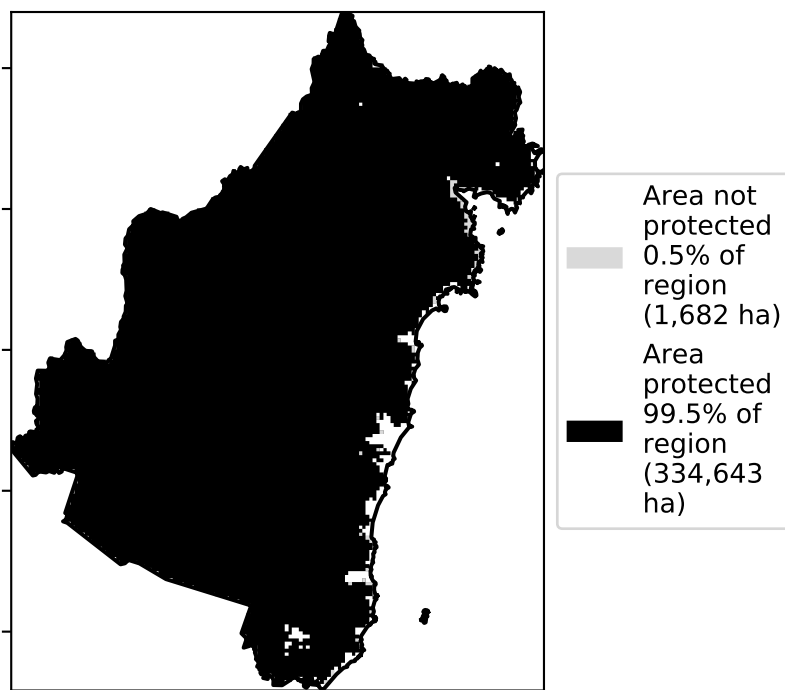 Area not
protected
0.5% of
region
(1,682 ha)
Area
protected
99.5% of
region
(334,643
ha)